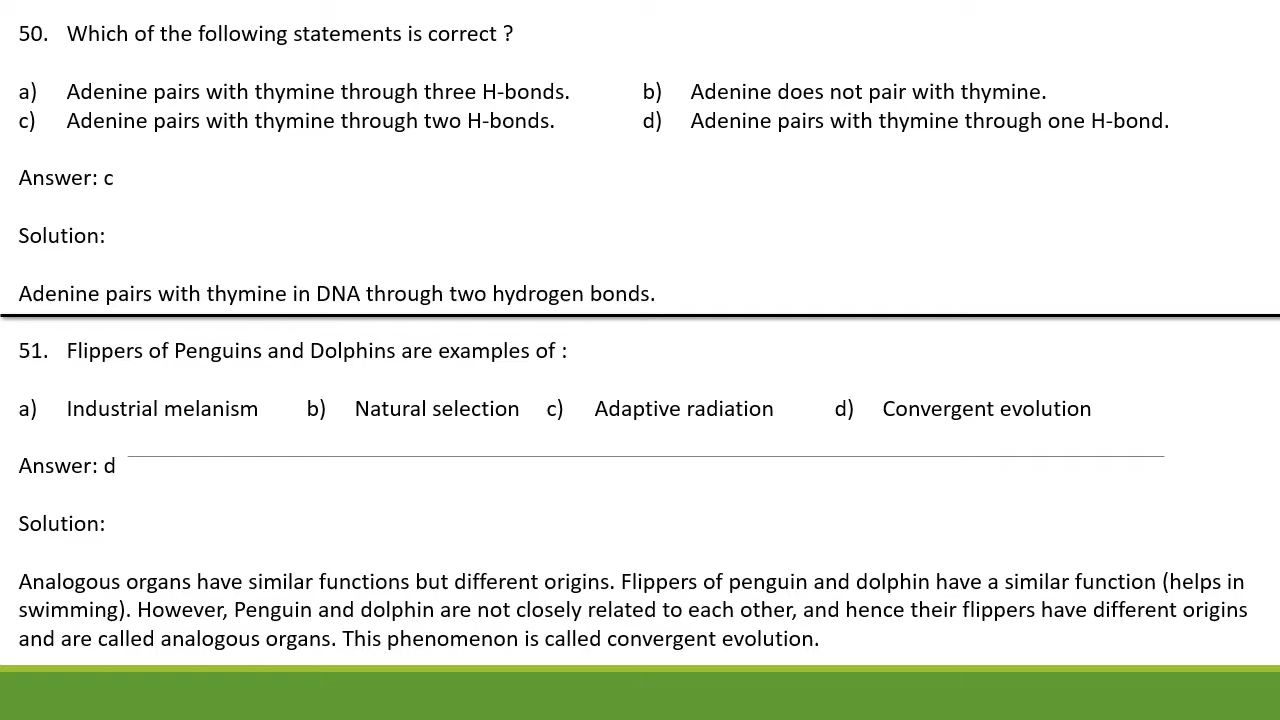 50. Which of the following statements is correct ?
a) Adenine pairs with thymine through three H-bonds. b) Adenine does not pair with thymine.
c) Adenine pairs with thymine through two H-bonds. d) Adenine pairs with thymine through one H-bond.
Answer: c
Solution:
Adenine pairs with thymine in DNA through two hydrogen bonds.
51. Flippers of Penguins and Dolphins are examples of :
a) Industrial melanism b) Natural selection c) Adaptive radiation d) Convergent evolution
Answer: d
Solution:
Analogous organs have similar functions but different origins. Flippers of penguin and dolphin have a similar function (helps in
swimming). However, Penguin and dolphin are not closely related to each other, and hence their flippers have different origins
and are called analogous organs. This phenomenon is called convergent evolution.